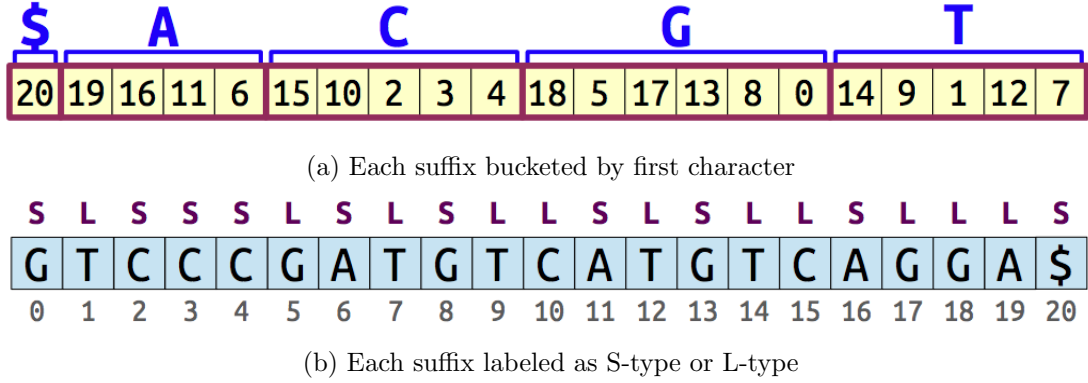 $ A C G T
20 19 16 11 6 15 10 2 3 4 18 5 17 13 8 0 14 9 1 12 7
(a) Each suffix bucketed by first character
S L S S S L S L S L L S L S L L S L L L S
G T C C C G A T G T C A T G T C A G G A $
0 1 2 3 4 5 6 7 8 9 10 11 12 13 14 15 16 17 18 19 20
(b) Each suffix labeled as S-type or L-type